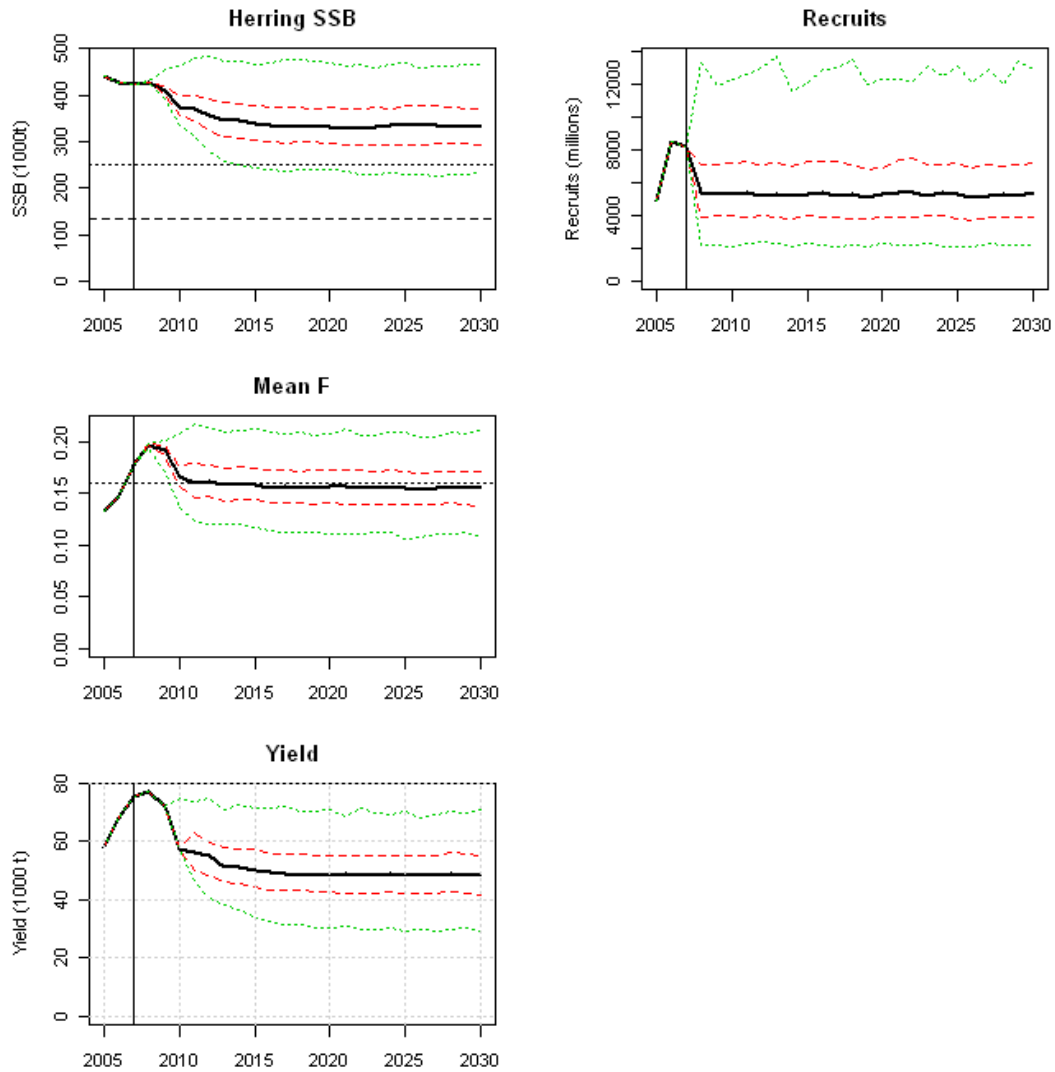 Herring SSB
SSB (1000t)
500
400
300
200
100
0
2005 2010 2015 2020 2025 2030
Recruits
Recruits (millions)
12000
8000
4000
0
2005 2010 2015 2020 2025 2030
Mean F
0.20
0.15
0.10
0.05
0.00
2005 2010 2015 2020 2025 2030
Yield
Yield (1000 t)
80
60
40
20
0
2005 2010 2015 2020 2025 2030